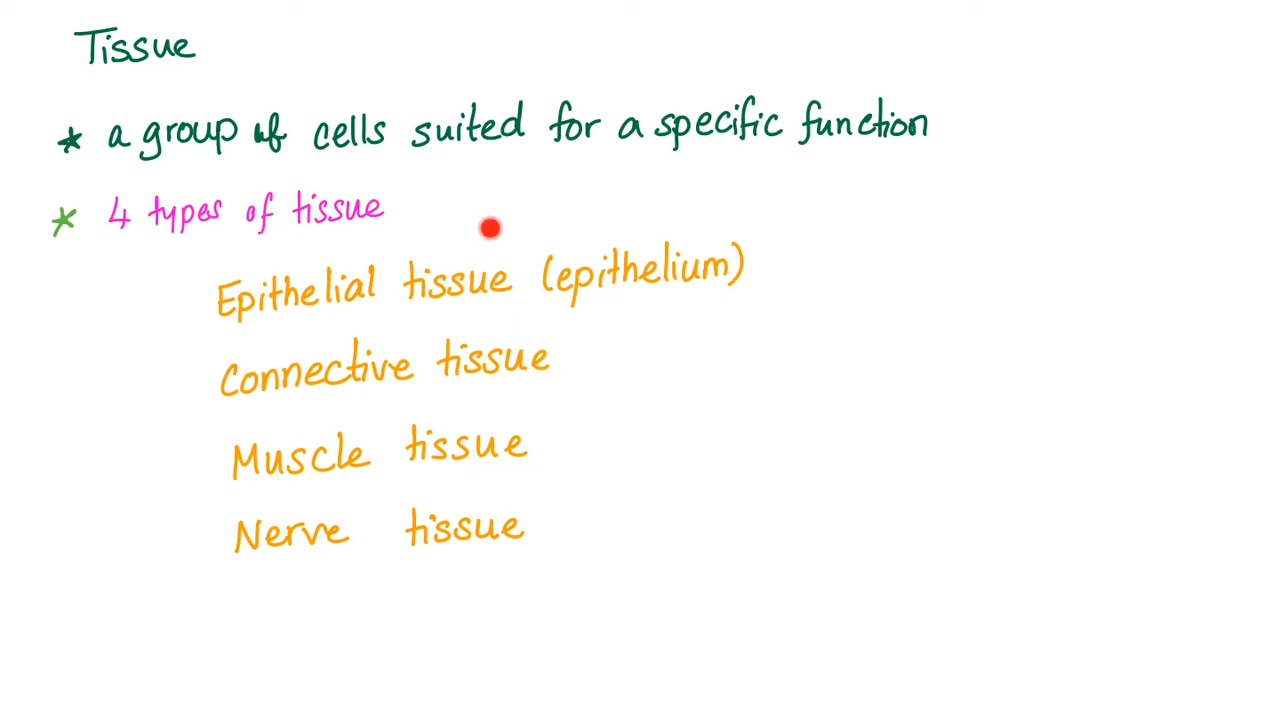 Tissue
* a group of cells suited for a specific function
* 4 types of tissue
Epithelial tissue (epithelium)
Connective tissue
Muscle tissue
Nerve tissue